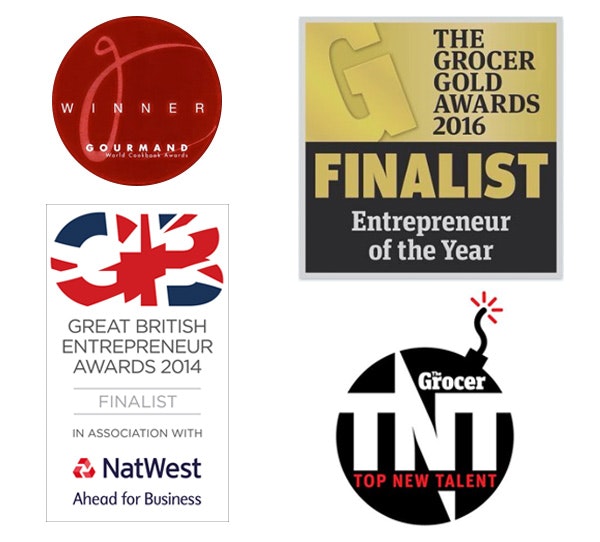 WINNER
GOURMAND
World Cookbook Awards
THE
GROCER
GOLD
AWARDS
2016
G
FINALIST
Entrepreneur
of the Year
GB
GREAT BRITISH
ENTREPRENEUR
AWARDS 2014
FINALIST
IN ASSOCIATION WITH
NatWest
Ahead for Business
The
Grocer
TNT
TOP NEW TALENT